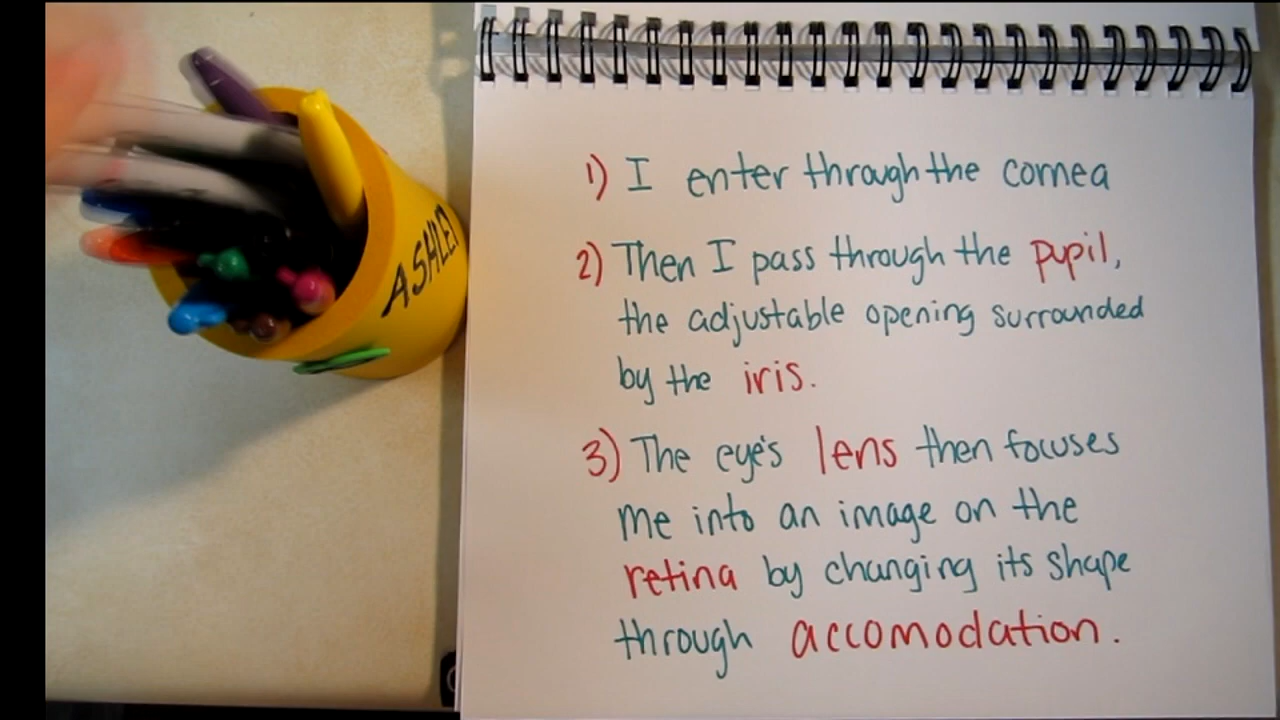 ASHLEY
1) I enter through the cornea
2) Then I pass through the pupil,
the adjustable opening surrounded
by the iris.
3) The eye's lens then focuses
me into an image on the
retina by changing its shape
through accomodation.